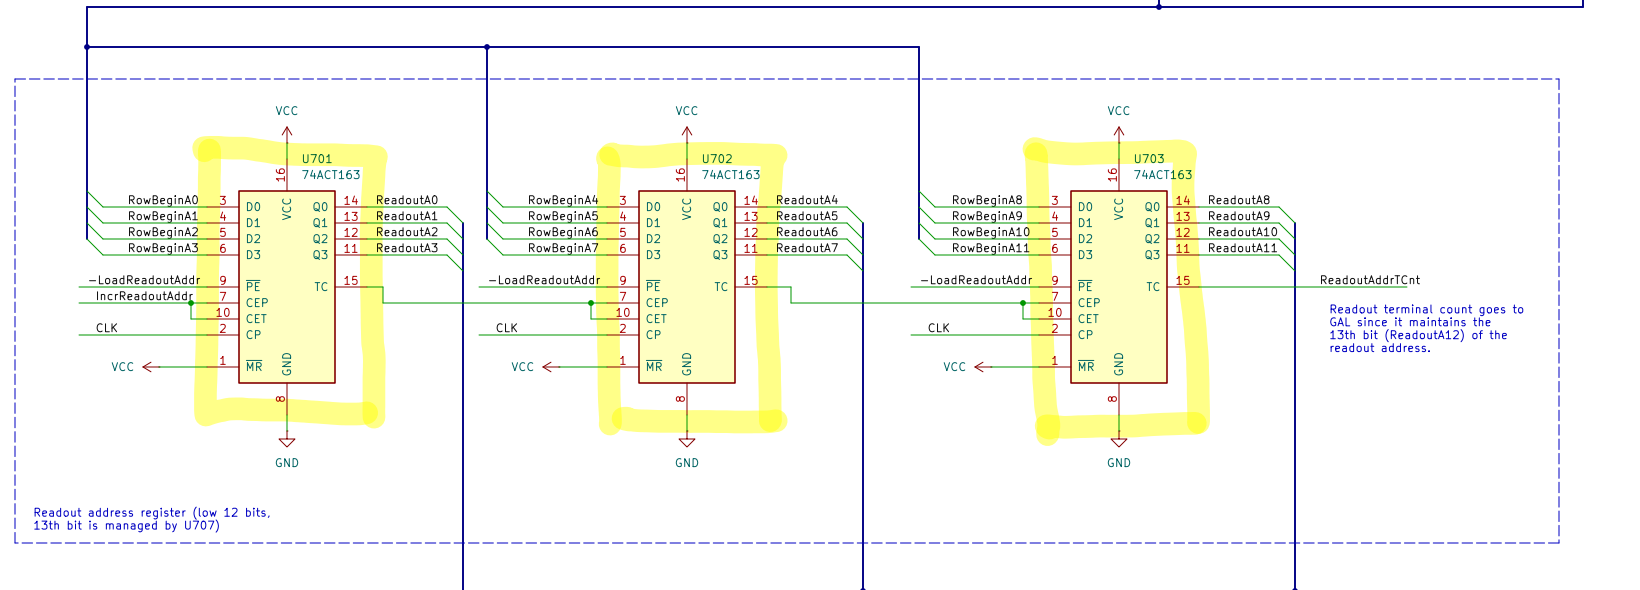 VCC
U701
74ACT163
16
VCC
RowBeginA0 3 D0 Q0 14 ReadoutA0
RowBeginA1 4 D1 Q1 13 ReadoutA1
RowBeginA2 5 D2 Q2 12 ReadoutA2
RowBeginA3 6 D3 Q3 11 ReadoutA3
-LoadReadoutAddr 9 PE TC 15
IncrReadoutAddr 7 CEP
10 CET
CLK 2 CP
VCC 1 MR
GND
8
GND
VCC
U702
74ACT163
16
VCC
RowBeginA4 3 D0 Q0 14 ReadoutA4
RowBeginA5 4 D1 Q1 13 ReadoutA5
RowBeginA6 5 D2 Q2 12 ReadoutA6
RowBeginA7 6 D3 Q3 11 ReadoutA7
-LoadReadoutAddr 9 PE TC 15
7 CEP
10 CET
CLK 2 CP
VCC 1 MR
GND
8
GND
VCC
U703
74ACT163
16
VCC
RowBeginA8 3 D0 Q0 14 ReadoutA8
RowBeginA9 4 D1 Q1 13 ReadoutA9
RowBeginA10 5 D2 Q2 12 ReadoutA10
RowBeginA11 6 D3 Q3 11 ReadoutA11
-LoadReadoutAddr 9 PE TC 15 ReadoutAddrTCnt
7 CEP
10 CET
CLK 2 CP
VCC 1 MR
GND
8
GND
Readout terminal count goes to
GAL since it maintains the
13th bit (ReadoutA12) of the
readout address.
Readout address register (low 12 bits,
13th bit is managed by U707)